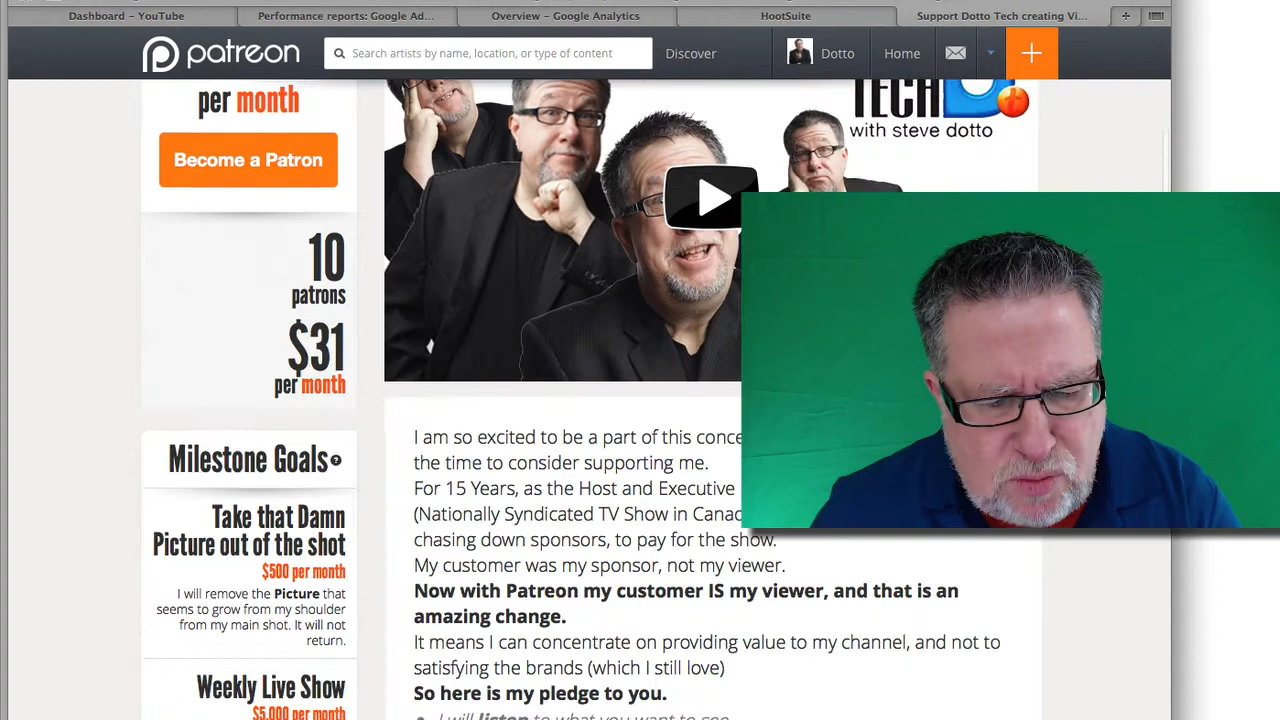 Dashboard – YouTube
Performance reports: Google Ad...
Overview – Google Analytics
HootSuite
Support Dotto Tech creating Vi...
patreon
Search artists by name, location, or type of content
Discover
Dotto
Home
per month
Become a Patron
10
patrons
$31
per month
Milestone Goals
Take that Damn
Picture out of the shot
$500 per month
I will remove the Picture that
seems to grow from my shoulder
from my main shot. It will not
return.
Weekly Live Show
$5,000 per month
TECH
with steve dotto
I am so excited to be a part of this conce
the time to consider supporting me.
For 15 Years, as the Host and Executive
(Nationally Syndicated TV Show in Canad
chasing down sponsors, to pay for the show.
My customer was my sponsor, not my viewer.
Now with Patreon my customer IS my viewer, and that is an
amazing change.
It means I can concentrate on providing value to my channel, and not to
satisfying the brands (which I still love)
So here is my pledge to you.
I will listen to what you want to see